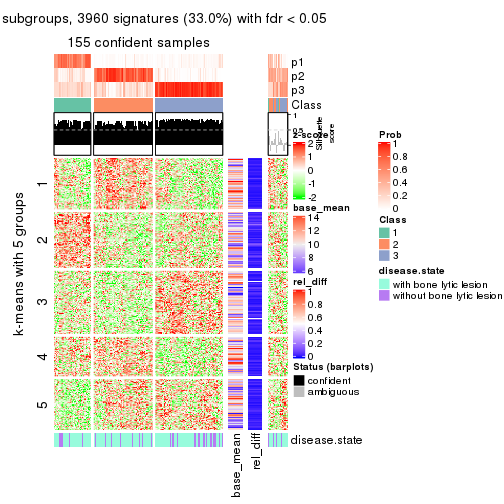 subgroups, 3960 signatures (33.0%) with fdr < 0.05
155 confident samples
p1
p2
p3
Class
1
0.5
0
Silhouette
score
k-means with 5 groups
1
2
3
4
5
z-score
2
1
0
-1
-2
base_mean
14
12
10
8
6
rel_diff
1
0.8
0.6
0.4
0.2
0
Status (barplots)
confident
ambiguous
Prob
1
0.8
0.6
0.4
0.2
0
Class
1
2
3
disease.state
with bone lytic lesion
without bone lytic lesion
disease.state
base_mean
rel_diff